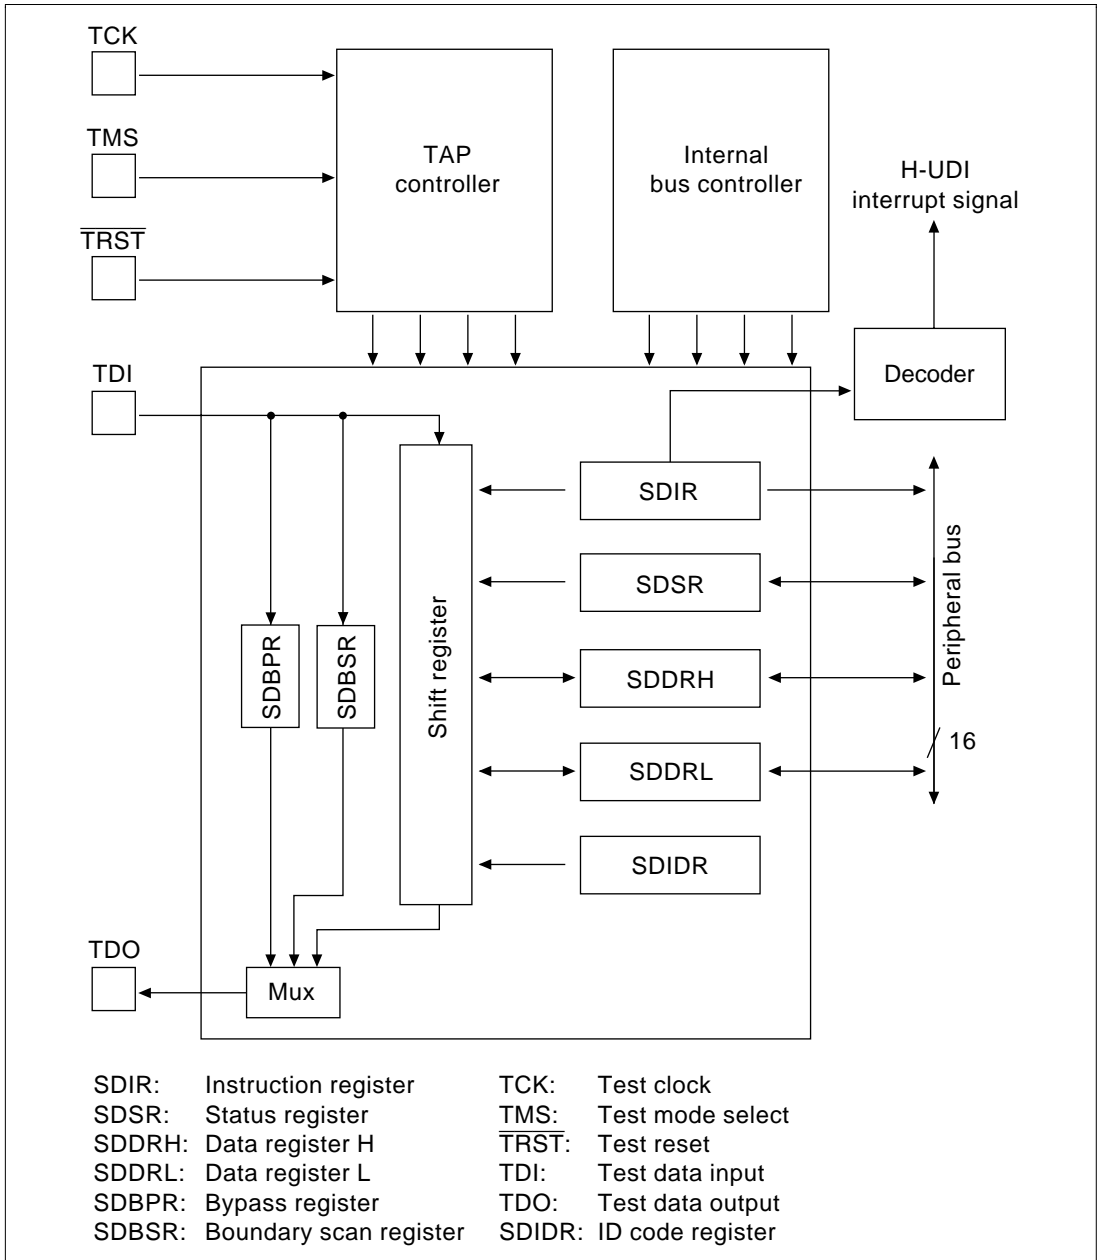 TCK
TMS
TRST
TAP
controller
Internal
bus controller
H-UDI
interrupt signal
Decoder
TDI
SDIR
SDSR
SDDRH
SDDRL
SDIDR
Shift register
SDBPR
SDBSR
Peripheral bus
16
TDO
Mux
SDIR: Instruction register
SDSR: Status register
SDDRH: Data register H
SDDRL: Data register L
SDBPR: Bypass register
SDBSR: Boundary scan register
TCK: Test clock
TMS: Test mode select
TRST: Test reset
TDI: Test data input
TDO: Test data output
SDIDR: ID code register